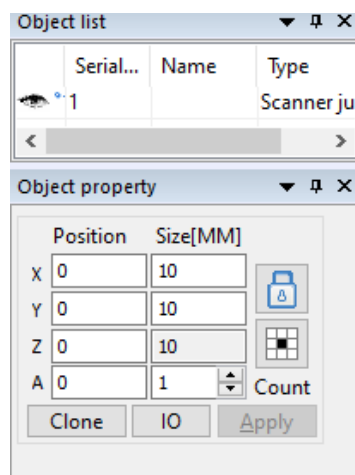 Object list
Serial... Name Type
1 Scanner ju
Object property
Position Size[MM]
X 0 10
Y 0 10
Z 0 10
A 0 1 Count
Clone IO Apply